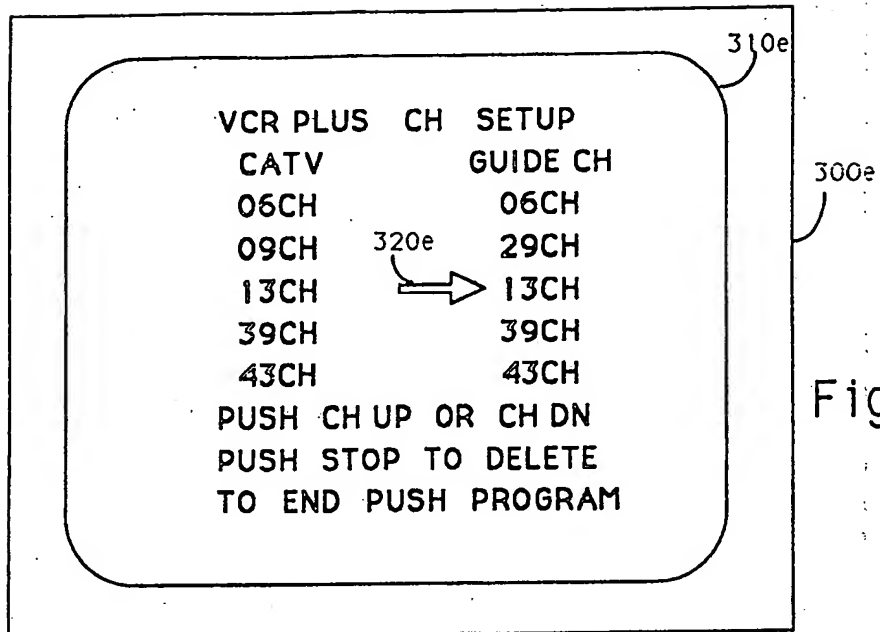 310e
VCR PLUS CH SETUP
CATV GUIDE CH
300e
06CH 06CH
09CH 320e 29CH
13CH 13CH
39CH 39CH
43CH 43CH
PUSH CH UP OR CH DN
Fig
PUSH STOP TO DELETE
TO END PUSH PROGRAM